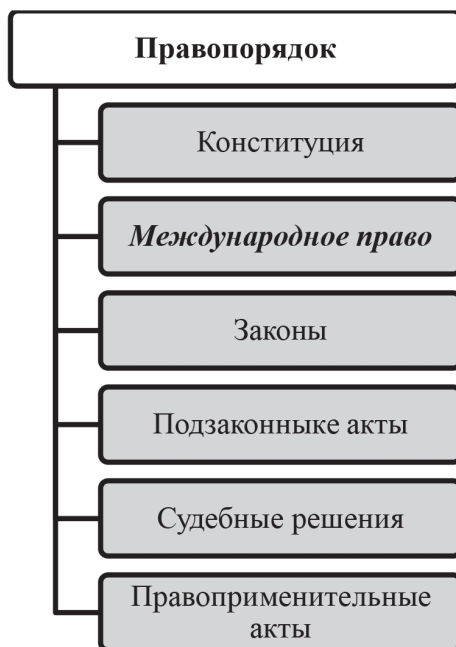 Правопорядок
Конституция
Международное право
Законы
Подзаконныке акты
Судебные решения
Правоприменительные
акты